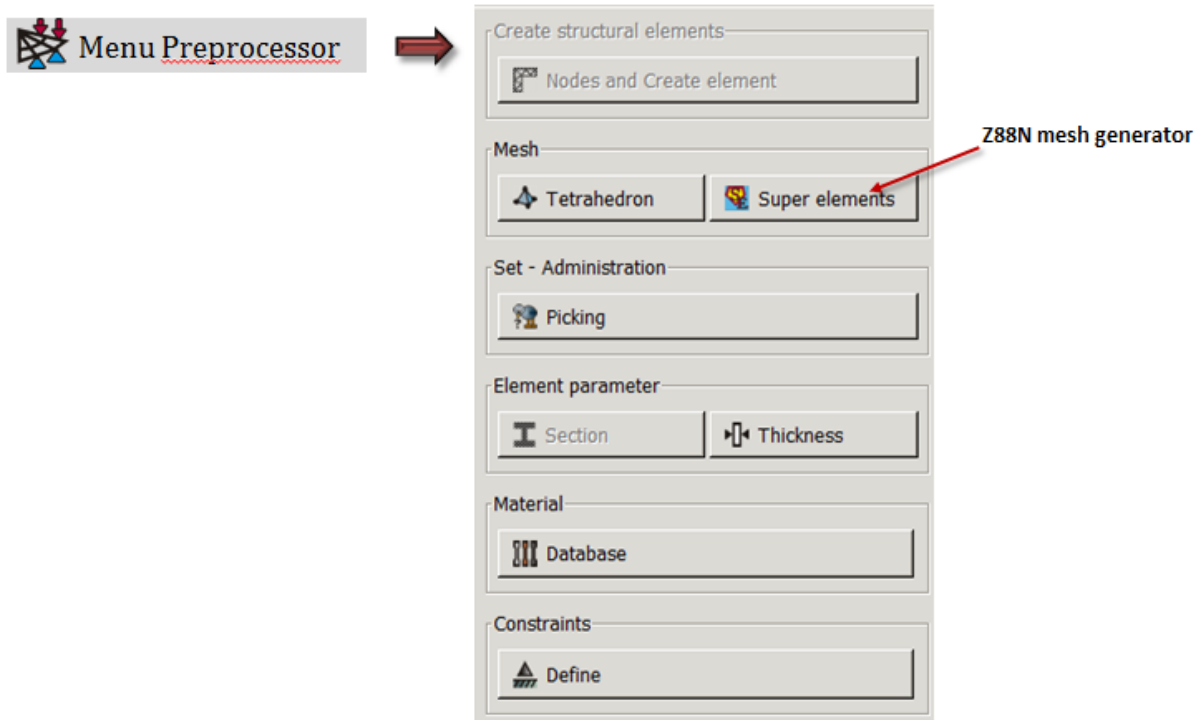 Menu Preprocessor
Create structural elements
Nodes and Create element
Z88N mesh generator
Mesh
Tetrahedron
Super elements
Set - Administration
Picking
Element parameter
Section
Thickness
Material
Database
Constraints
Define